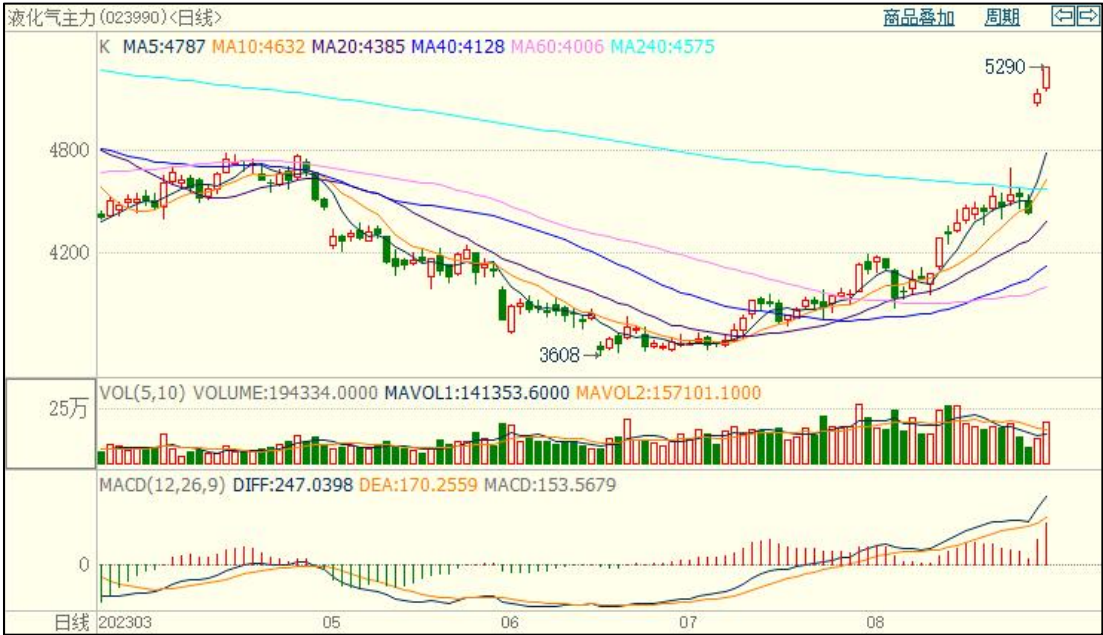 液化气主力(023990)<日线> 商品叠加 周期
K MA5:4787 MA10:4632 MA20:4385 MA40:4128 MA60:4006 MA240:4575
5290
4800
4200
3608
VOL(5,10) VOLUME:194334.0000 MAVOL1:141353.6000 MAVOL2:157101.1000
25万
MACD(12,26,9) DIFF:247.0398 DEA:170.2559 MACD:153.5679
0
日线 202303 05 06 07 08